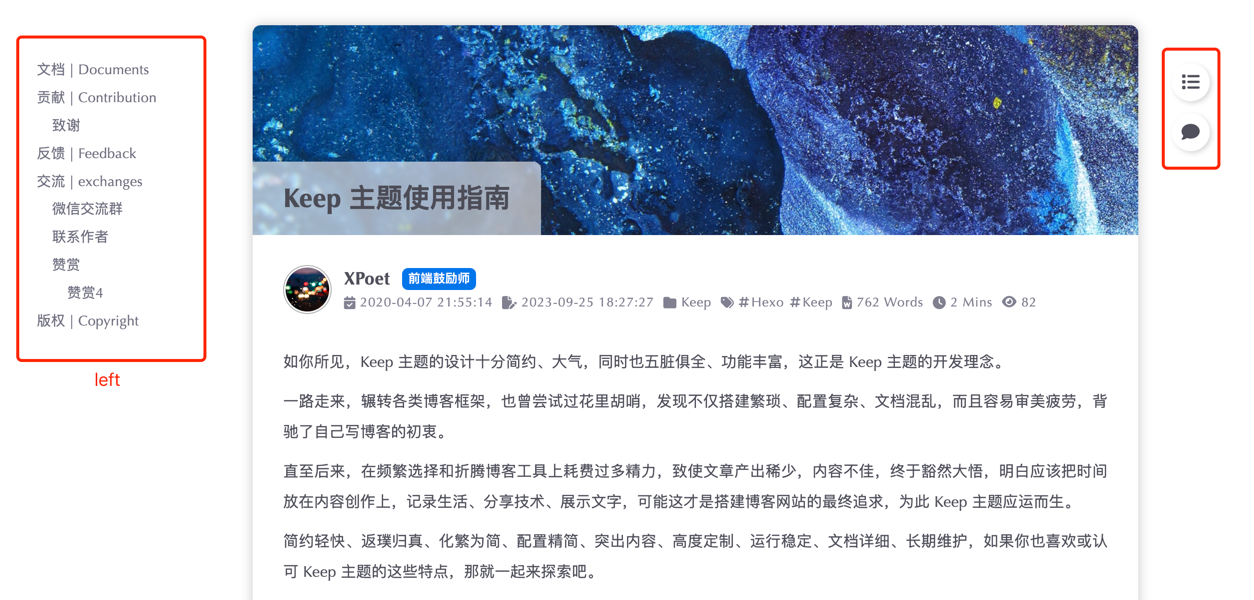 文档 | Documents
贡献 | Contribution
致谢
反馈 | Feedback
交流 | exchanges
微信交流群
联系作者
赞赏
赞赏4
版权 | Copyright
left
Keep 主题使用指南
XPoet 前端鼓励师
2020-04-07 21:55:14 2023-09-25 18:27:27 Keep #Hexo #Keep 762 Words 2 Mins 82
如你所见，Keep 主题的设计十分简约、大气，同时也五脏俱全、功能丰富，这正是 Keep 主题的开发理念。
一路走来，辗转各类博客框架，也曾尝试过花里胡哨，发现不仅搭建繁琐、配置复杂、文档混乱，而且容易审美疲劳，背
驰了自己写博客的初衷。
直至后来，在频繁选择和折腾博客工具上耗费过多精力，致使文章产出稀少，内容不佳，终于豁然大悟，明白应该把时间
放在内容创作上，记录生活、分享技术、展示文字，可能这才是搭建博客网站的最终追求，为此 Keep 主题应运而生。
简约轻快、返璞归真、化繁为简、配置精简、突出内容、高度定制、运行稳定、文档详细、长期维护，如果你也喜欢或认
可 Keep 主题的这些特点，那就一起来探索吧。